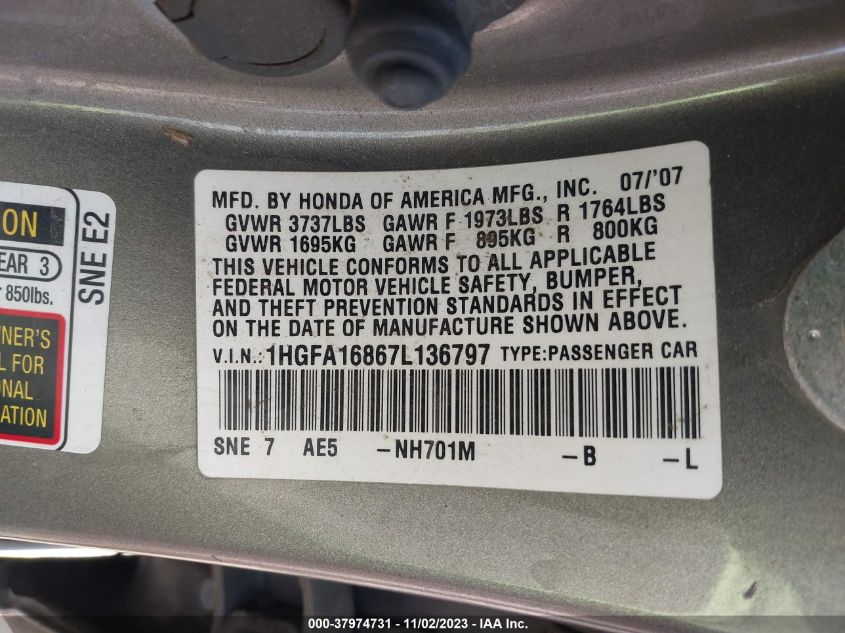 MFD. BY HONDA OF AMERICA MFG., INC. 07/'07
GVWR 3737LBS GAWR F 1973LBS R 1764LBS
GVWR 1695KG GAWR F 895KG R 800KG
THIS VEHICLE CONFORMS TO ALL APPLICABLE
FEDERAL MOTOR VEHICLE SAFETY, BUMPER,
AND THEFT PREVENTION STANDARDS IN EFFECT
ON THE DATE OF MANUFACTURE SHOWN ABOVE.
V.I.N.: 1HGFA16867L136797 TYPE:PASSENGER CAR
SNE 7 AE5 -NH701M -B -L
ON
EAR 3
850lbs.
SNE E2
WNER'S
L FOR
ONAL
ATION
000-37974731 - 11/02/2023 - IAA Inc.